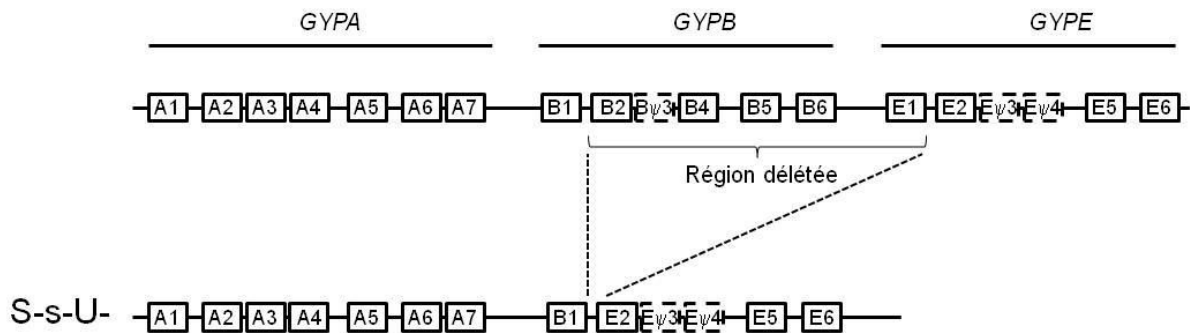 GYPA GYPB GYPE
A1 A2 A3 A4 A5 A6 A7 B1 B2 Bψ3 B4 B5 B6 E1 E2 Eψ3 Eψ4 E5 E6
Région délétée
S-s-U- A1 A2 A3 A4 A5 A6 A7 B1 E2 Eψ3 Eψ4 E5 E6